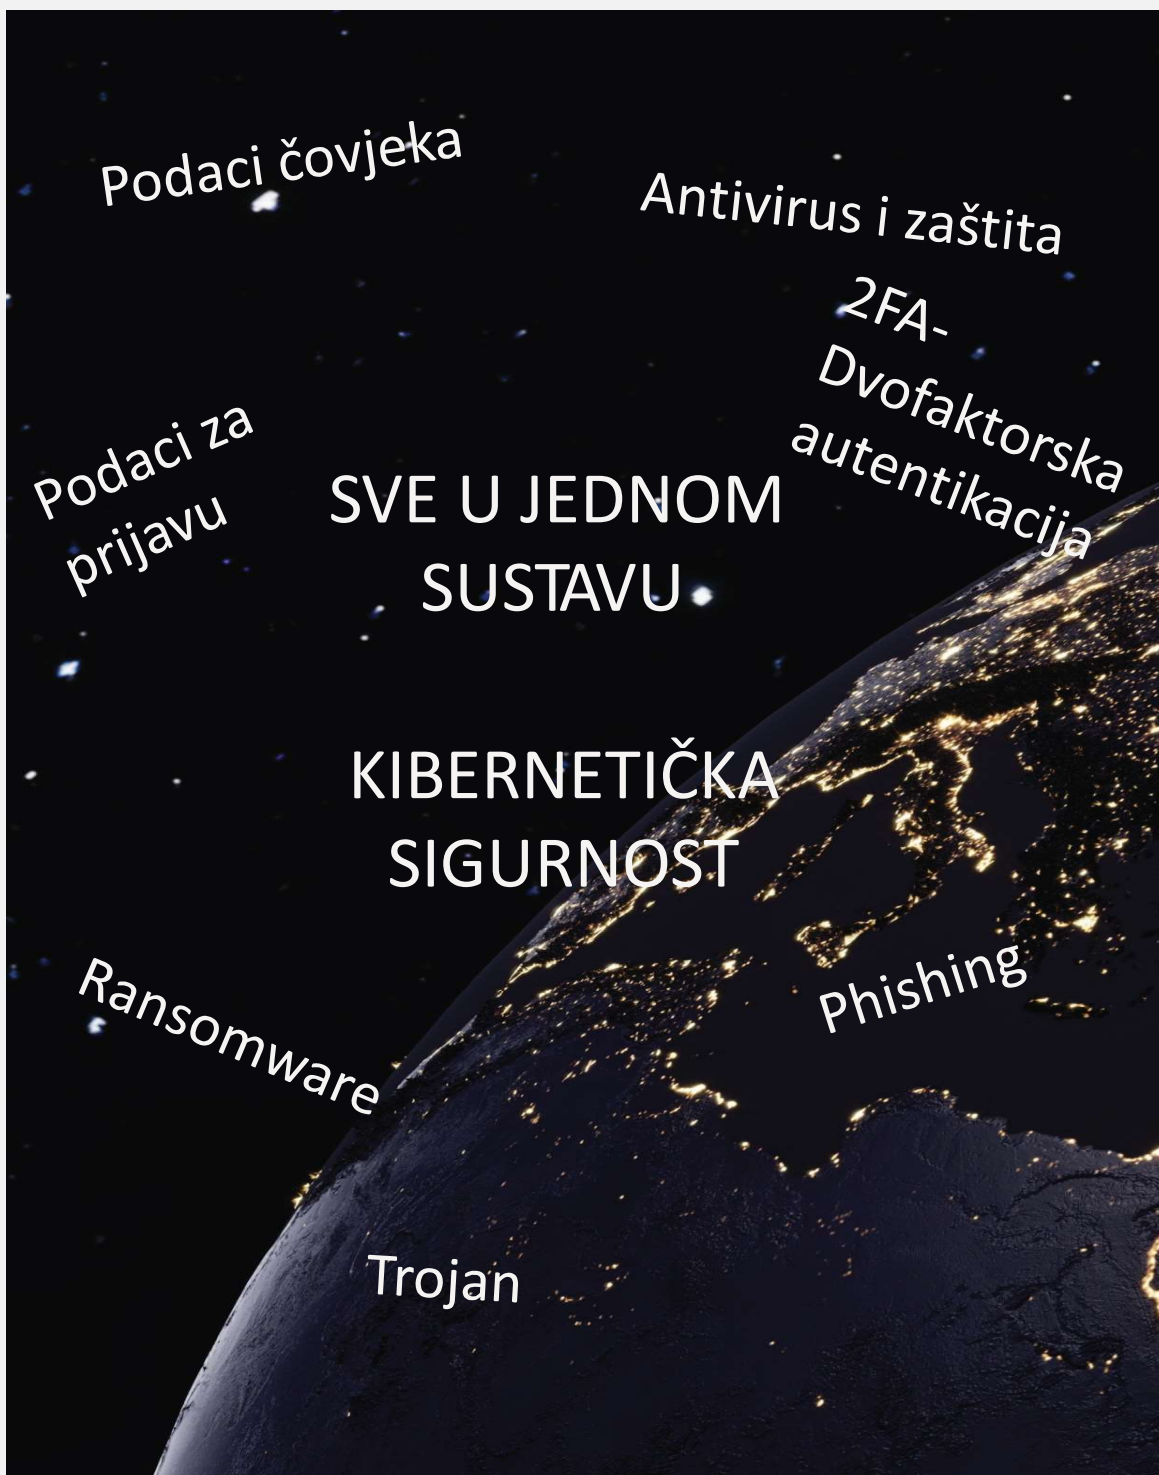 Podaci čovjeka
Antivirus i zaštita
2FA-
Dvofaktorska
autentikacija
Podaci za
prijavu
SVE U JEDNOM
SUSTAVU
KIBERNETIČKA
SIGURNOST
Ransomware
Phishing
Trojan